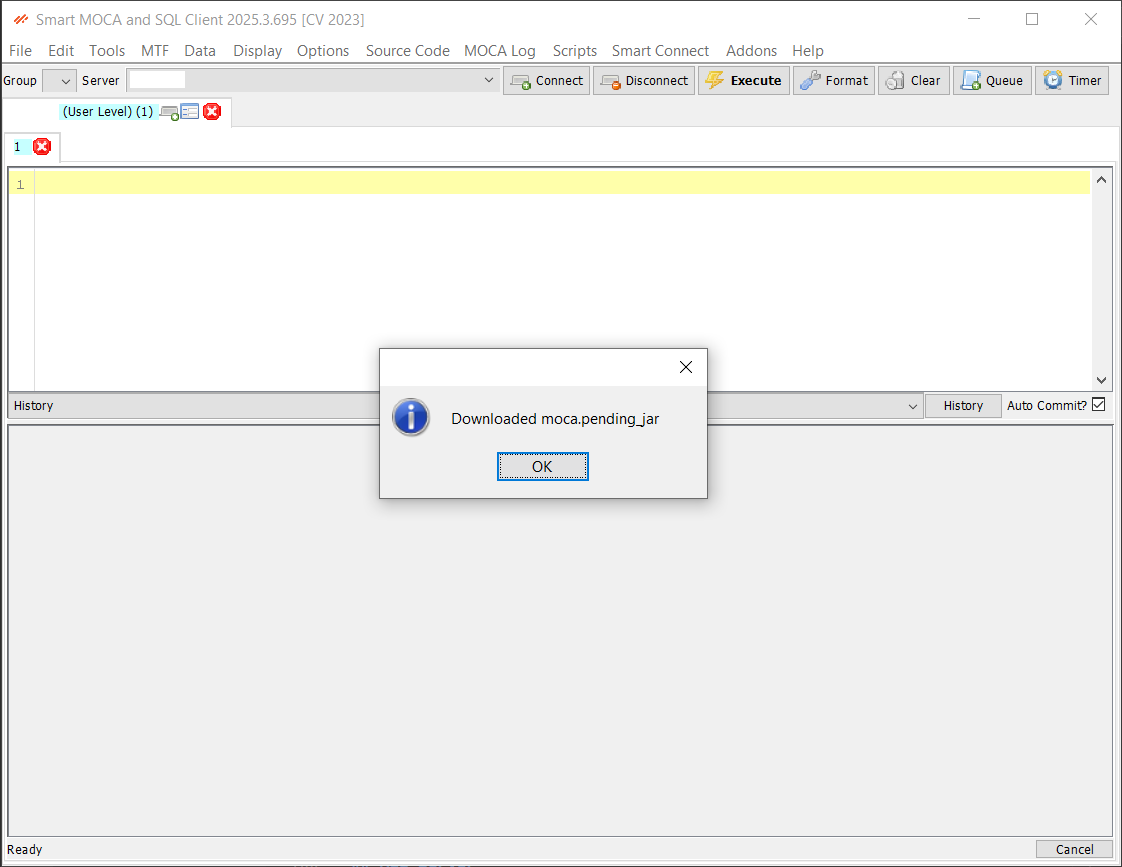 Smart MOCA and SQL Client 2025.3.695 [CV 2023]
File Edit Tools MTF Data Display Options Source Code MOCA Log Scripts Smart Connect Addons Help
Group Server Connect Disconnect Execute Format Clear Queue Timer
(User Level) (1)
1
1
History History Auto Commit?
Downloaded moca.pending_jar
OK
Ready Cancel